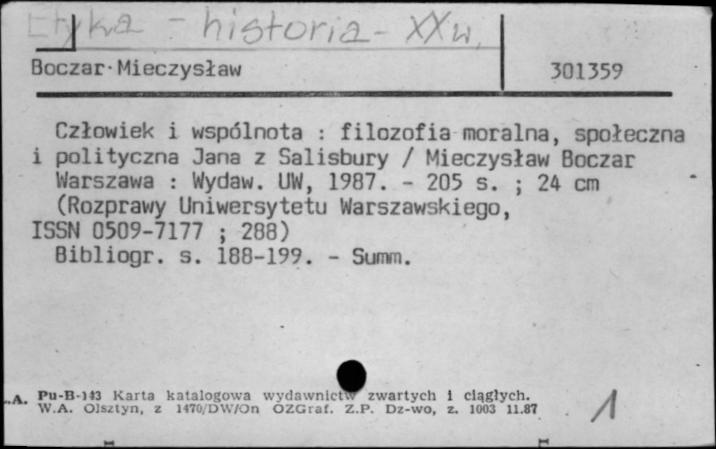 Etyka - historia - XX w.
Boczar Mieczysław 301359
Człowiek i wspólnota : filozofia moralna, społeczna
i polityczna Jana z Salisbury / Mieczysław Boczar
Warszawa : Wydaw. UW, 1987. - 205 s. ; 24 cm
(Rozprawy Uniwersytetu Warszawskiego,
ISSN 0509-7177 ; 288)
Bibliogr. s. 188-199. - Summ.
Pu-B-143 Karta katalogowa wydawnictw zwartych i ciągłych.
W.A. Olsztyn, z 1470/DW/On OZGraf. Z.P. Dz-wo, z. 1003 11.87
1